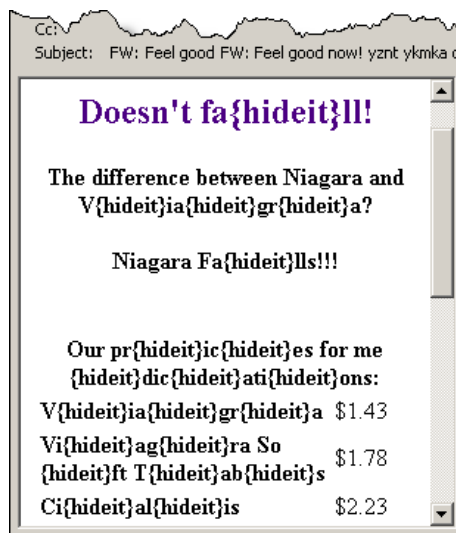 Cc:
Subject: FW: Feel good FW: Feel good now! yznt ykmka
Doesn't fa{hideit}ll!
The difference between Niagara and
V{hideit}ia{hideit}gr{hideit}a?
Niagara Fa{hideit}lls!!!
Our pr{hideit}ic{hideit}es for me
{hideit}dic{hideit}ati{hideit}ons:
V{hideit}ia{hideit}gr{hideit}a $1.43
Vi{hideit}ag{hideit}ra So
{hideit}ft T{hideit}ab{hideit}s $1.78
Ci{hideit}al{hideit}is $2.23